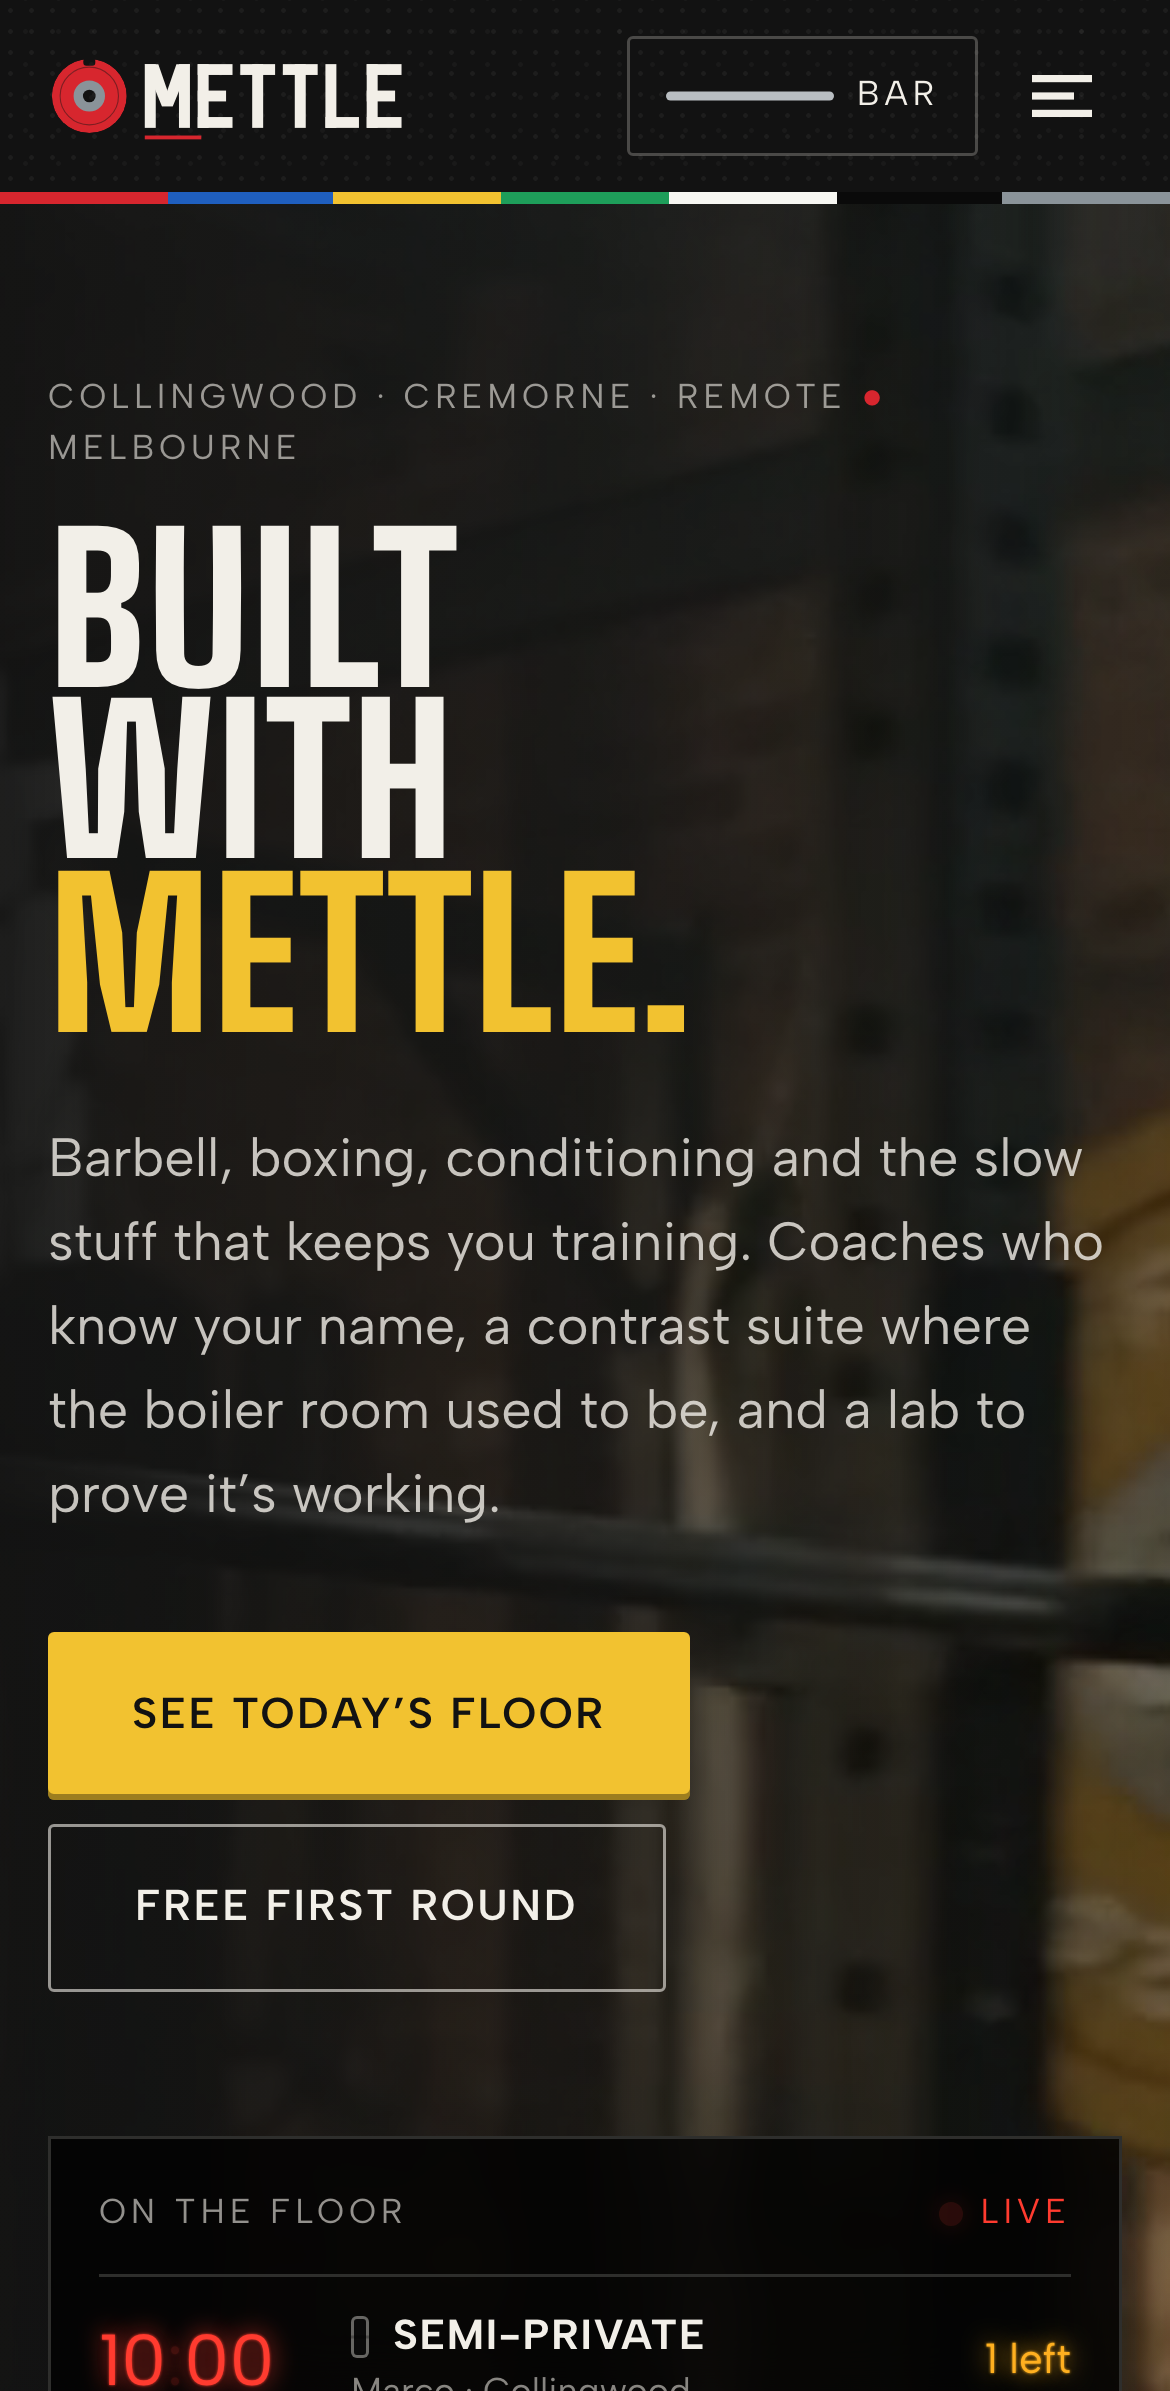 METTLE
BAR
COLLINGWOOD · CREMORNE · REMOTE ●
MELBOURNE
BUILT
WITH
METTLE.
Barbell, boxing, conditioning and the slow
stuff that keeps you training. Coaches who
know your name, a contrast suite where
the boiler room used to be, and a lab to
prove it’s working.
SEE TODAY’S FLOOR
FREE FIRST ROUND
ON THE FLOOR
LIVE
10:00
SEMI-PRIVATE
1 left
Marco · Collingwood